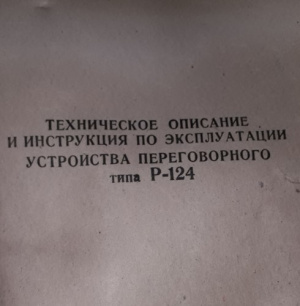 ТЕХНИЧЕСКОЕ ОПИСАНИЕ
И ИНСТРУКЦИЯ ПО ЭКСПЛУАТАЦИИ
УСТРОЙСТВА ПЕРЕГОВОРНОГО
типа Р-124